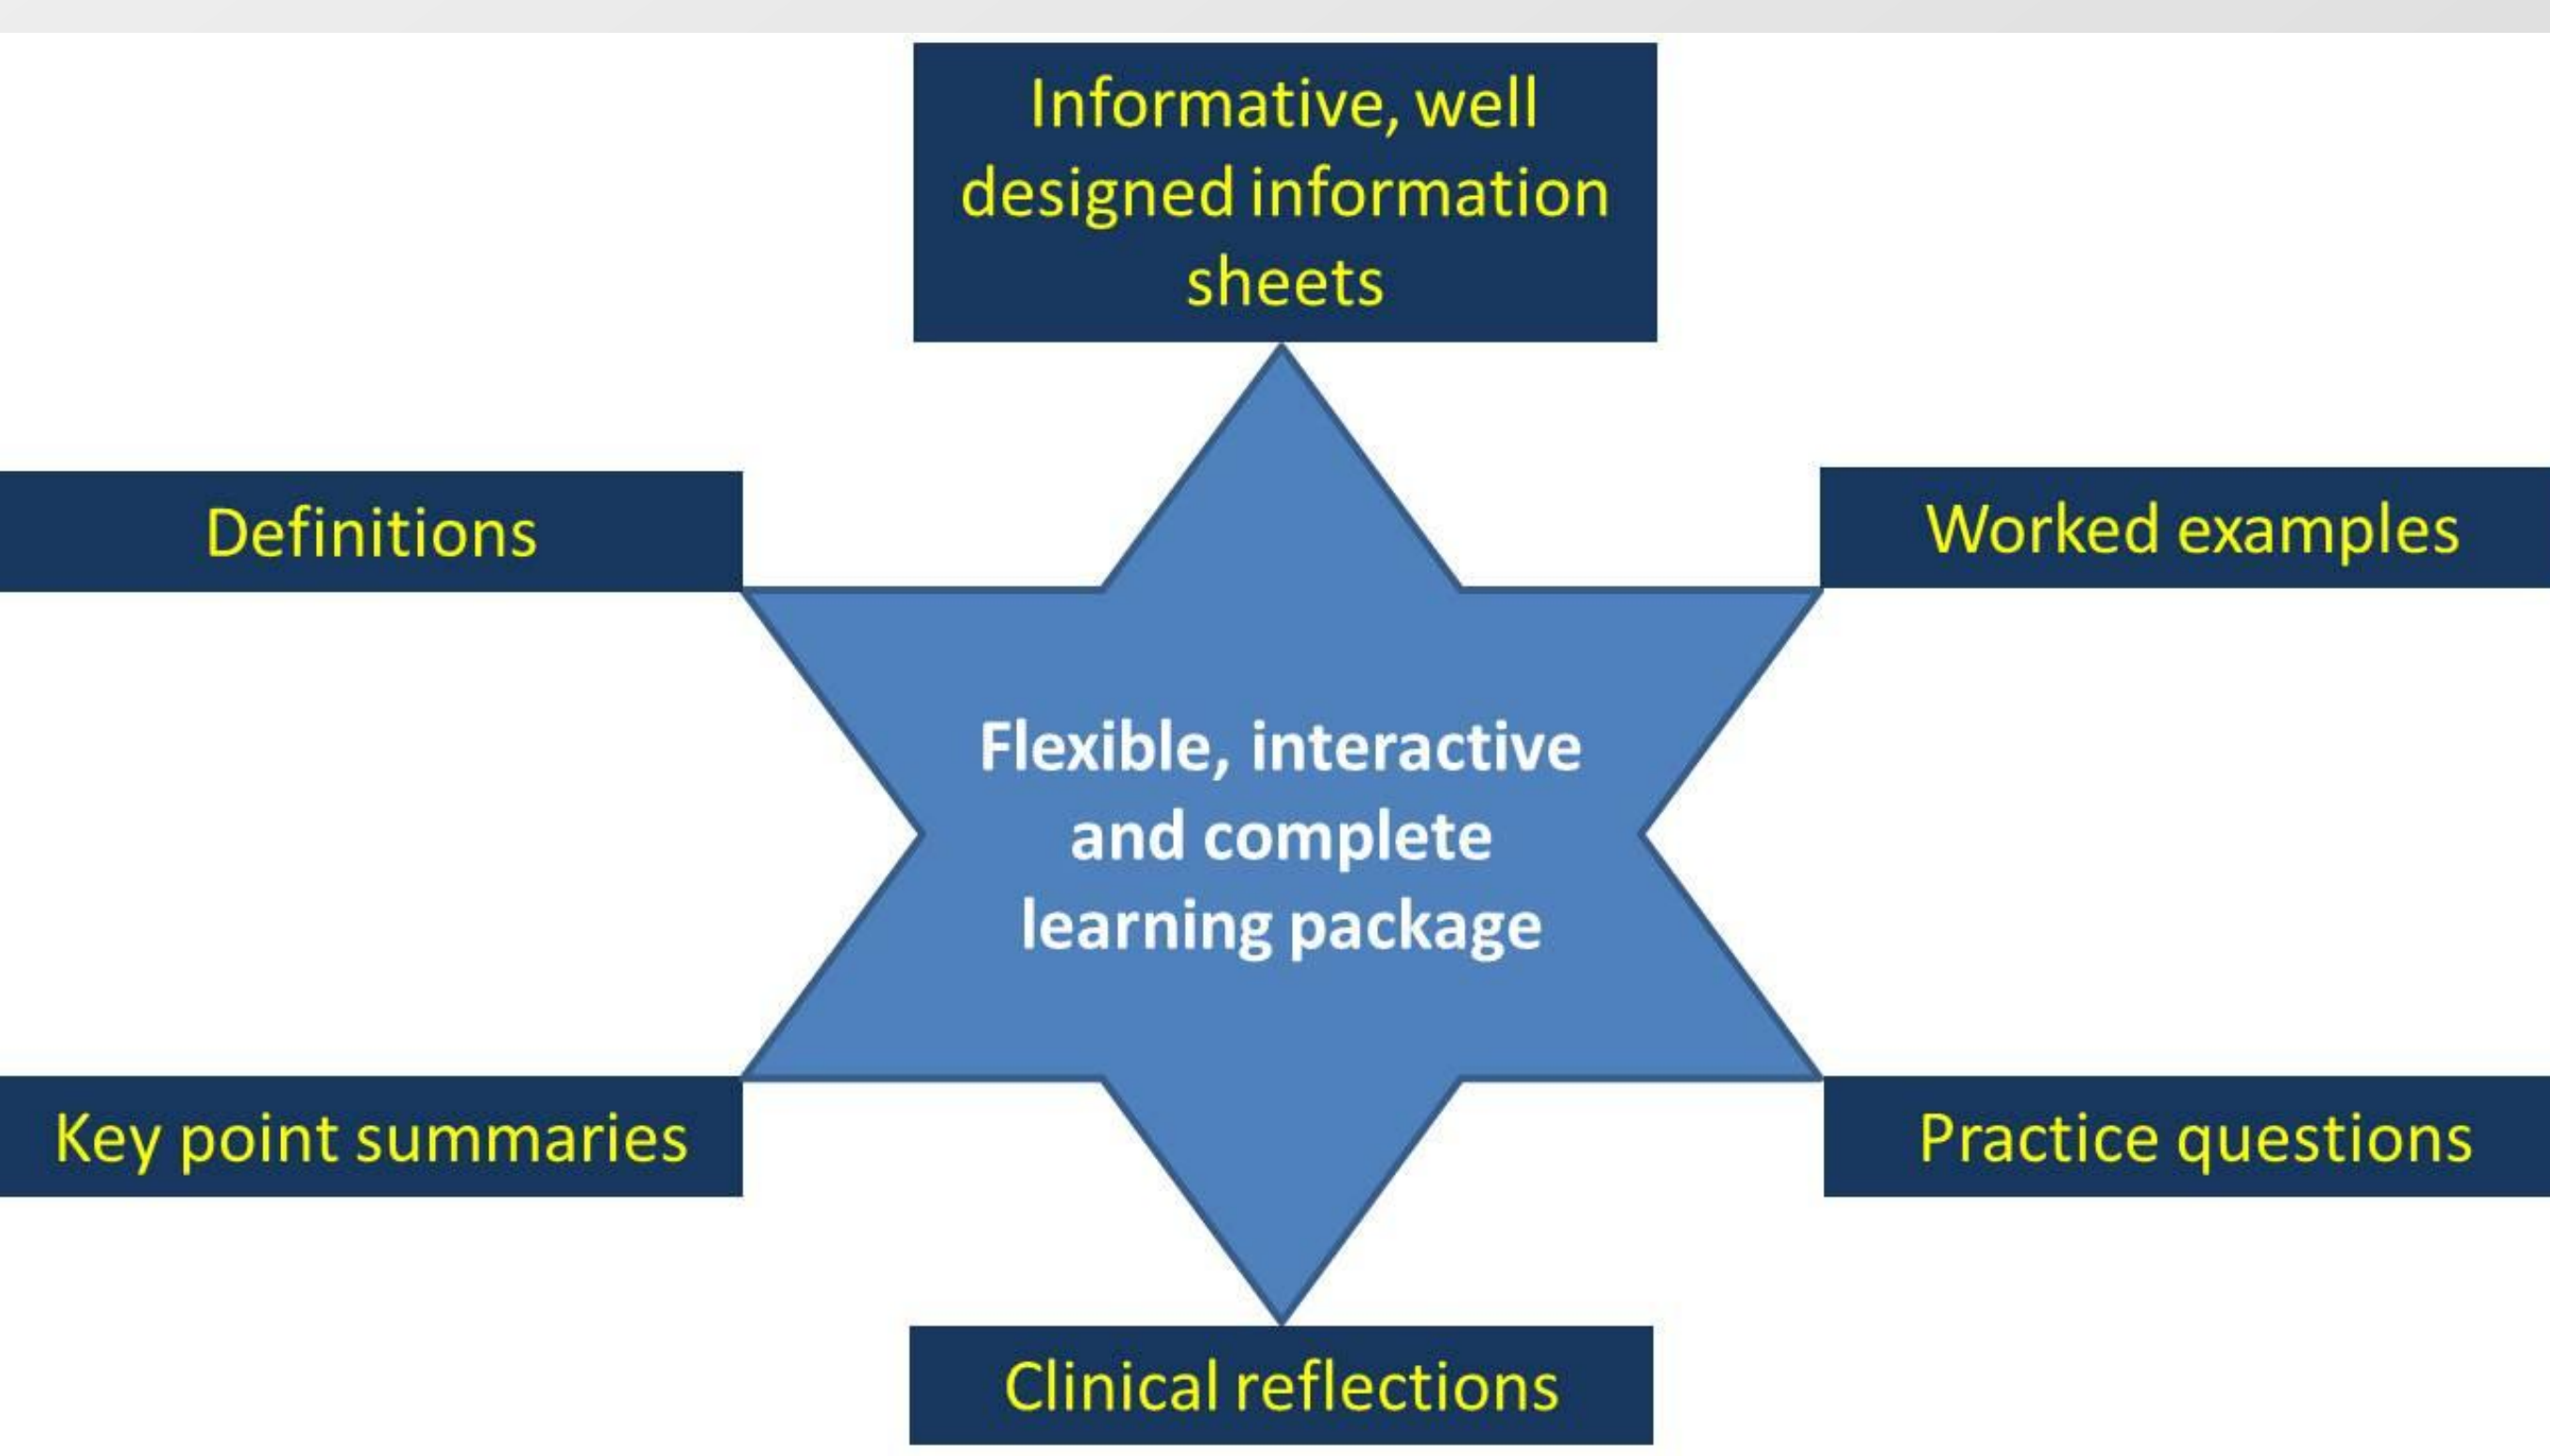 Informative, well
designed information
sheets
Definitions
Worked examples
Flexible, interactive
and complete
learning package
Key point summaries
Practice questions
Clinical reflections